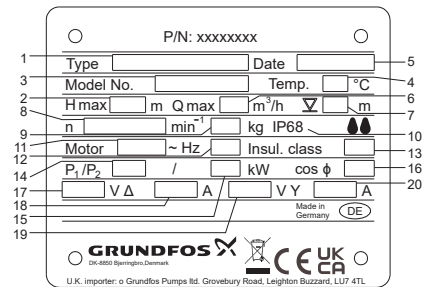 P/N: xxxxxxxx
1 Type Date 5
3 Model No. Temp. °C 4
2 H max m Q max m³/h m 6
8 7
n min⁻¹ kg IP68
9 10
11 Motor ~ Hz Insul. class 13
12
14 P₁/P₂ / kW cos ϕ 16
17 V Δ A V Y A 20
18
15 Made in Germany DE
19
GRUNDFOS
DK-8850 Bjerringbro,Denmark
CE UKCA
U.K. importer: o Grundfos Pumps ltd. Grovebury Road, Leighton Buzzard, LU7 4TL